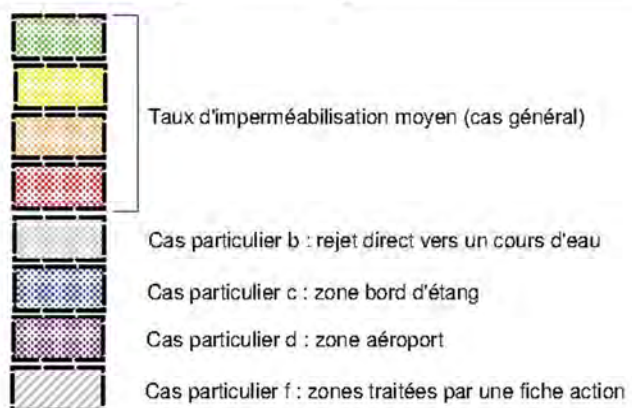 Taux d'imperméabilisation moyen (cas général)
Cas particulier b : rejet direct vers un cours d'eau
Cas particulier c : zone bord d'étang
Cas particulier d : zone aéroport
Cas particulier f : zones traitées par une fiche action